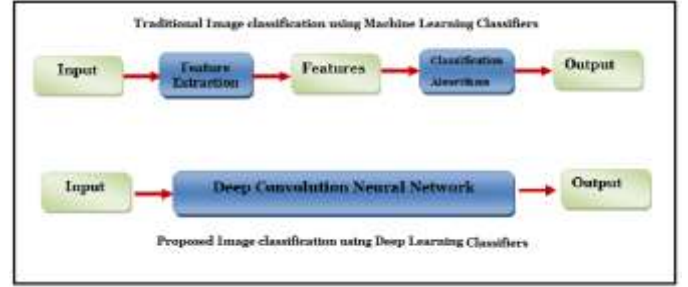 Traditional Image classification using Machine Learning Classifiers
Input
Feature
Extraction
Features
Classification
Algorithms
Output
Input
Deep Convolution Neural Network
Output
Proposed Image classification using Deep Learning Classifiers